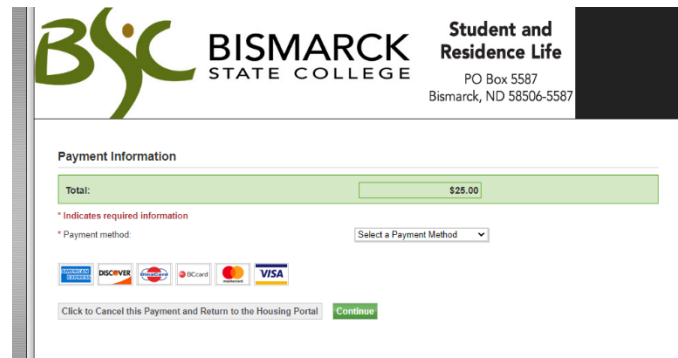 BSC
BISMARCK
STATE COLLEGE
Student and
Residence Life
PO Box 5587
Bismarck, ND 58506-5587
Payment Information
Total: $25.00
* Indicates required information
* Payment method: Select a Payment Method
AMERICAN EXPRESS DISCOVER BCcard mastercard VISA
Click to Cancel this Payment and Return to the Housing Portal Continue